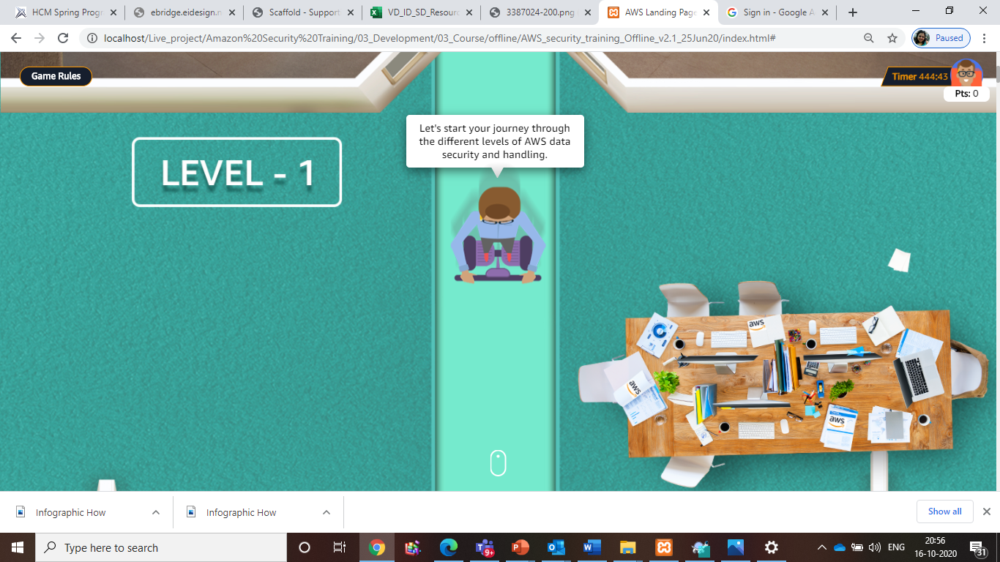 HCM Spring Progr
ebridge.eidesign.n
Scaffold - Support
VD_ID_SD_Resourc
3387024-200.png
AWS Landing Page
Sign in - Google A
localhost/Live_project/Amazon%20Security%20Training/03_Development/03_Course/offline/AWS_security_training_Offline_v2.1_25Jun20/index.html#
Paused
Game Rules
Timer 444:43
Pts: 0
Let's start your journey through
the different levels of AWS data
security and handling.
LEVEL - 1
aws
aws
aws
Infographic How
Infographic How
Show all
Type here to search
9+
ENG
20:56
16-10-2020
31